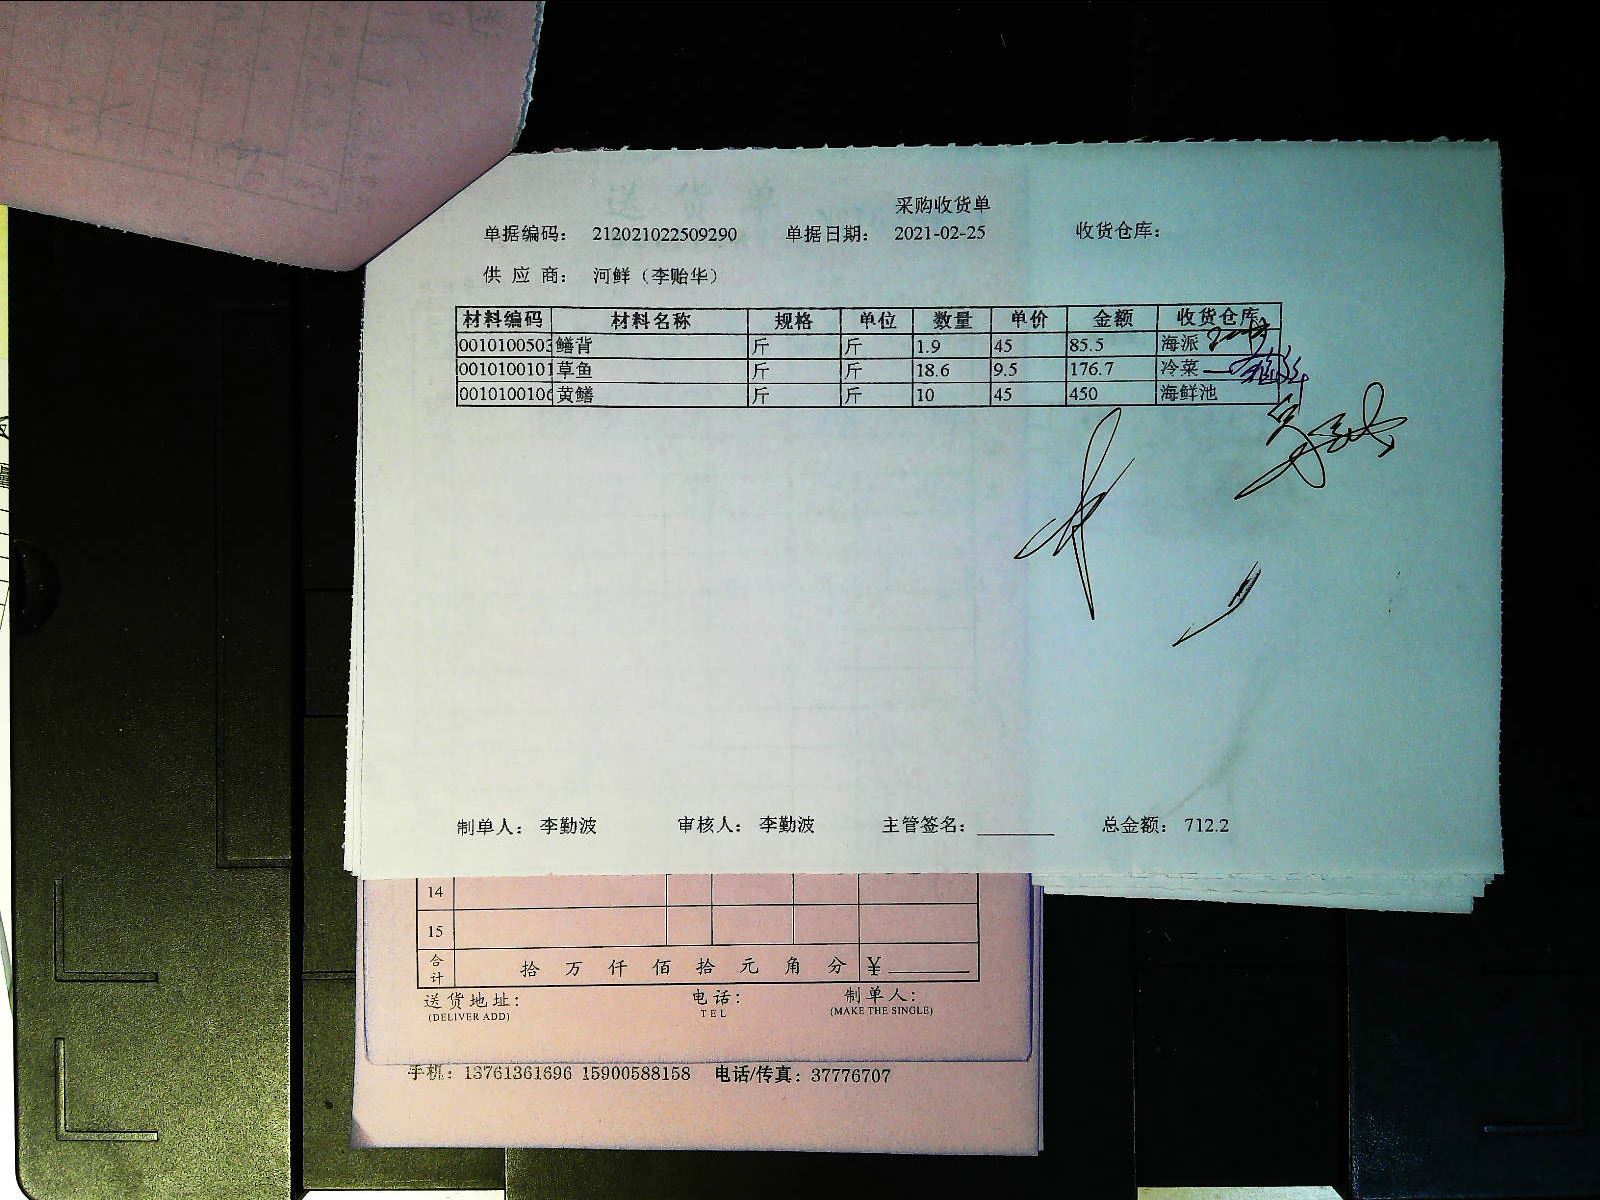 采购收货单
单据编码： 212021022509290 单据日期： 2021-02-25 收货仓库：
供 应 商： 河鲜（李贻华）
材料编码 材料名称 规格 单位 数量 单价 金额 收货仓库
0010100503 鳝背 斤 斤 1.9 45 85.5 海派
0010100101 草鱼 斤 斤 18.6 9.5 176.7 冷菜
0010100106 黄鳝 斤 斤 10 45 450 海鲜池
制单人： 李勤波 审核人： 李勤波 主管签名： 总金额： 712.2
14
15
合计 拾 万 仟 佰 拾 元 角 分 ¥
送货地址： 电话： 制单人：
(DELIVER ADD) TEL (MAKE THE SINGLE)
手机：13761361696 15900588158 电话/传真：37776707